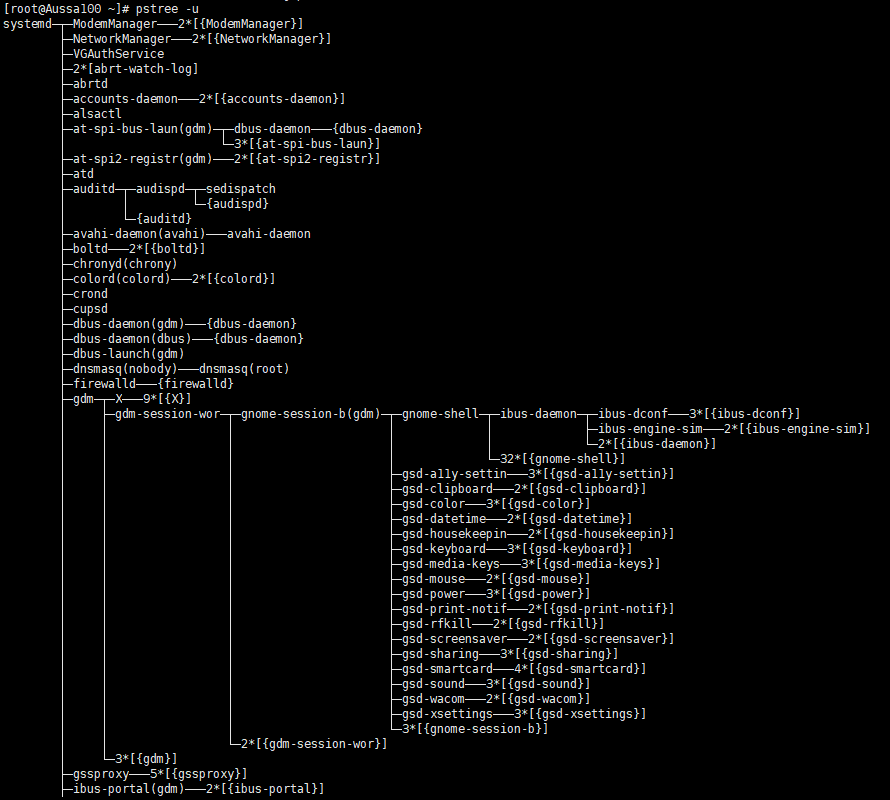 [root@Aussa100 ~]# pstree -u
systemd─┬─ModemManager───2*[{ModemManager}]
        ├─NetworkManager───2*[{NetworkManager}]
        ├─VGAuthService
        ├─2*[abrt-watch-log]
        ├─abrtd
        ├─accounts-daemon───2*[{accounts-daemon}]
        ├─alsactl
        ├─at-spi-bus-laun(gdm)─┬─dbus-daemon───{dbus-daemon}
        │                      └─3*[{at-spi-bus-laun}]
        ├─at-spi2-registr(gdm)───2*[{at-spi2-registr}]
        ├─atd
        ├─auditd─┬─audispd─┬─sedispatch
        │        │         └─{audispd}
        │        └─{auditd}
        ├─avahi-daemon(avahi)───avahi-daemon
        ├─boltd───2*[{boltd}]
        ├─chronyd(chrony)
        ├─colord(colord)───2*[{colord}]
        ├─crond
        ├─cupsd
        ├─dbus-daemon(gdm)───{dbus-daemon}
        ├─dbus-daemon(dbus)───{dbus-daemon}
        ├─dbus-launch(gdm)
        ├─dnsmasq(nobody)───dnsmasq(root)
        ├─firewalld───{firewalld}
        ├─gdm─┬─X───9*[{X}]
        │     ├─gdm-session-wor─┬─gnome-session-b(gdm)─┬─gnome-shell─┬─ibus-daemon─┬─ibus-dconf───3*[{ibus-dconf}]
        │     │                 │                      │             │             ├─ibus-engine-sim───2*[{ibus-engine-sim}]
        │     │                 │                      │             │             └─2*[{ibus-daemon}]
        │     │                 │                      │             └─32*[{gnome-shell}]
        │     │                 │                      ├─gsd-a11y-settin───3*[{gsd-a11y-settin}]
        │     │                 │                      ├─gsd-clipboard───2*[{gsd-clipboard}]
        │     │                 │                      ├─gsd-color───3*[{gsd-color}]
        │     │                 │                      ├─gsd-datetime───2*[{gsd-datetime}]
        │     │                 │                      ├─gsd-housekeepin───2*[{gsd-housekeepin}]
        │     │                 │                      ├─gsd-keyboard───3*[{gsd-keyboard}]
        │     │                 │                      ├─gsd-media-keys───3*[{gsd-media-keys}]
        │     │                 │                      ├─gsd-mouse───2*[{gsd-mouse}]
        │     │                 │                      ├─gsd-power───3*[{gsd-power}]
        │     │                 │                      ├─gsd-print-notif───2*[{gsd-print-notif}]
        │     │                 │                      ├─gsd-rfkill───2*[{gsd-rfkill}]
        │     │                 │                      ├─gsd-screensaver───2*[{gsd-screensaver}]
        │     │                 │                      ├─gsd-sharing───3*[{gsd-sharing}]
        │     │                 │                      ├─gsd-smartcard───4*[{gsd-smartcard}]
        │     │                 │                      ├─gsd-sound───3*[{gsd-sound}]
        │     │                 │                      ├─gsd-wacom───2*[{gsd-wacom}]
        │     │                 │                      ├─gsd-xsettings───3*[{gsd-xsettings}]
        │     │                 │                      └─3*[{gnome-session-b}]
        │     │                 └─2*[{gdm-session-wor}]
        │     └─3*[{gdm}]
        ├─gssproxy───5*[{gssproxy}]
        ├─ibus-portal(gdm)───2*[{ibus-portal}]